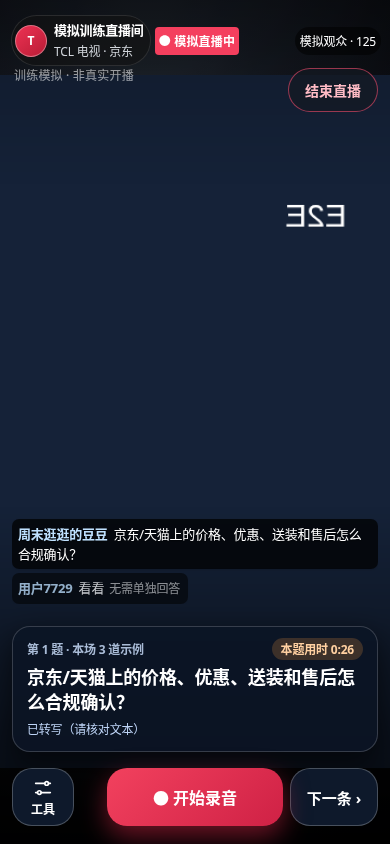 T
模拟训练直播间
TCL 电视 · 京东
模拟直播中
模拟观众 · 125
训练模拟 · 非真实开播
结束直播
E2E
周末逛逛的豆豆 京东/天猫上的价格、优惠、送装和售后怎么
合规确认？
用户7729 看看 无需单独回答
第 1 题 · 本场 3 道示例
本题用时 0:26
京东/天猫上的价格、优惠、送装和售后怎
么合规确认？
已转写（请核对文本）
工具
开始录音
下一条 ›